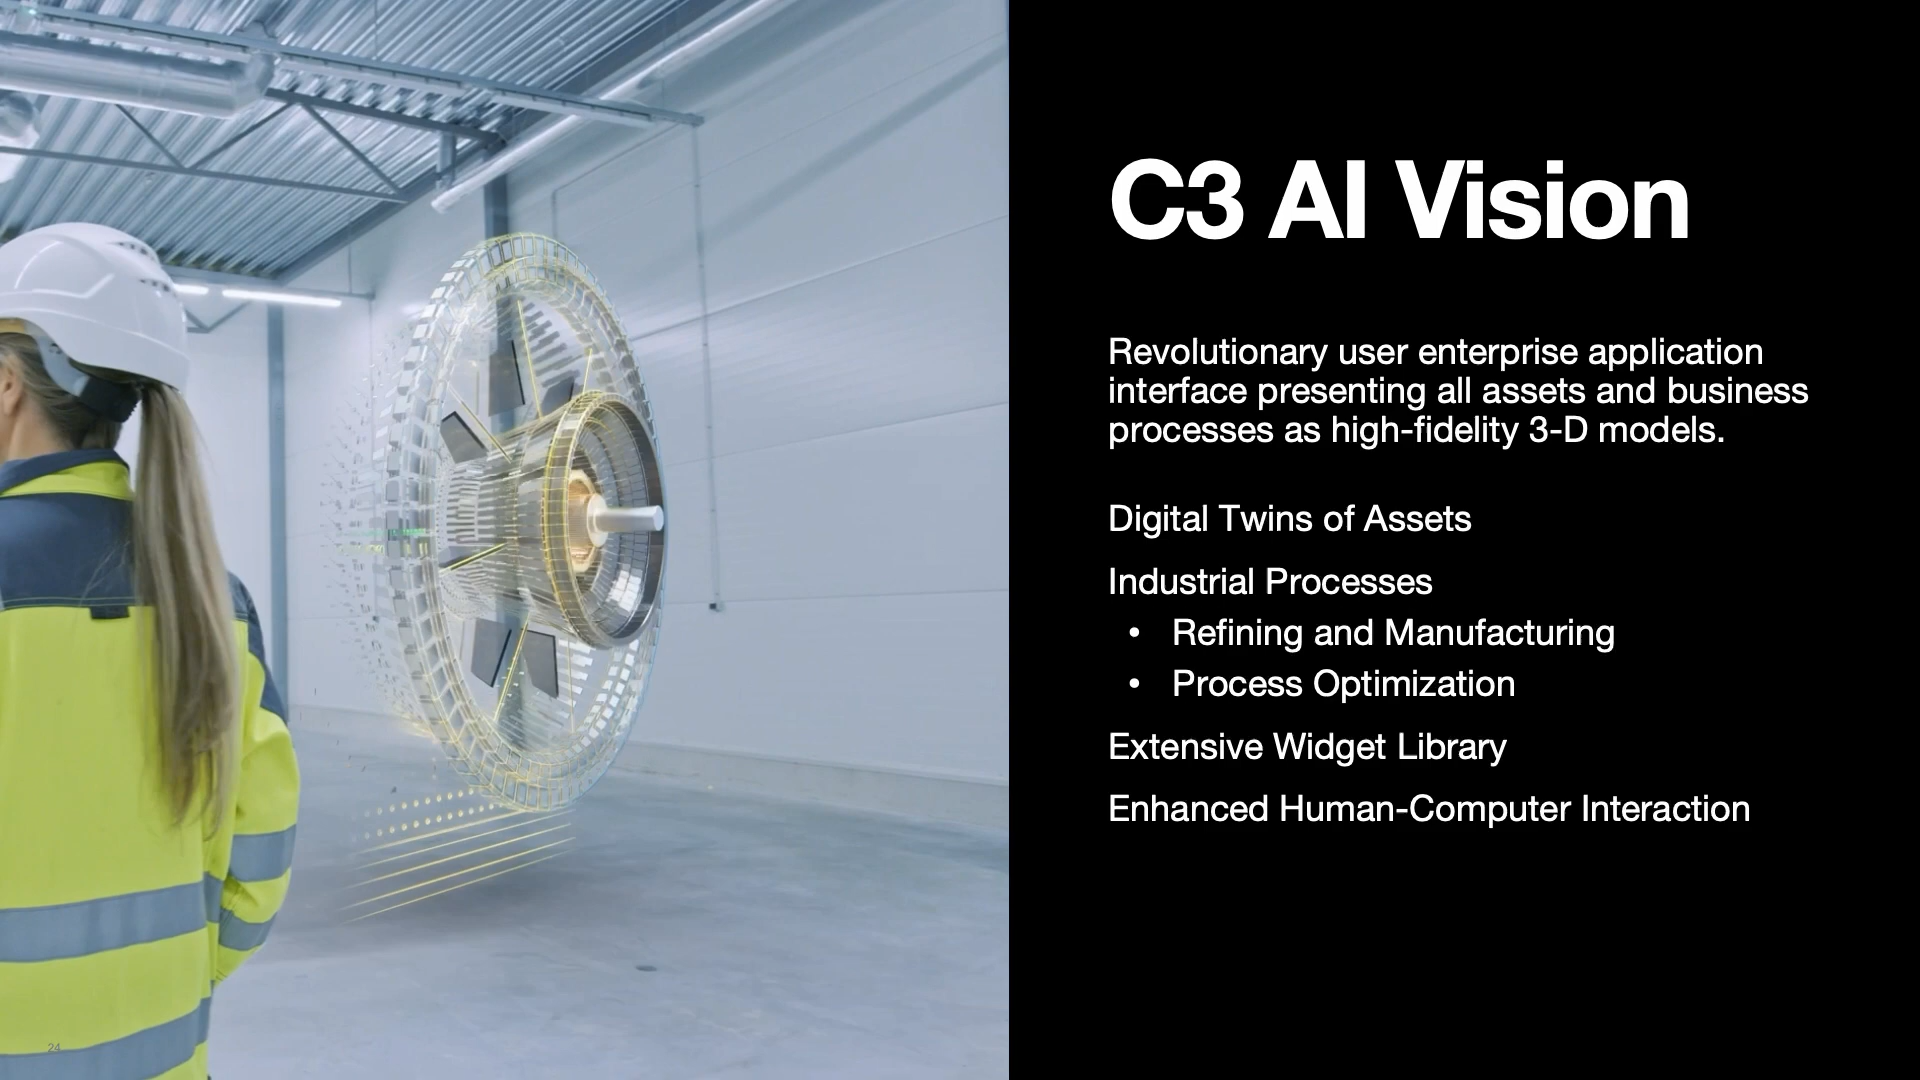 C3 AI Vision
Revolutionary user enterprise application
interface presenting all assets and business
processes as high-fidelity 3-D models.
Digital Twins of Assets
Industrial Processes
• Refining and Manufacturing
• Process Optimization
Extensive Widget Library
Enhanced Human-Computer Interaction
24